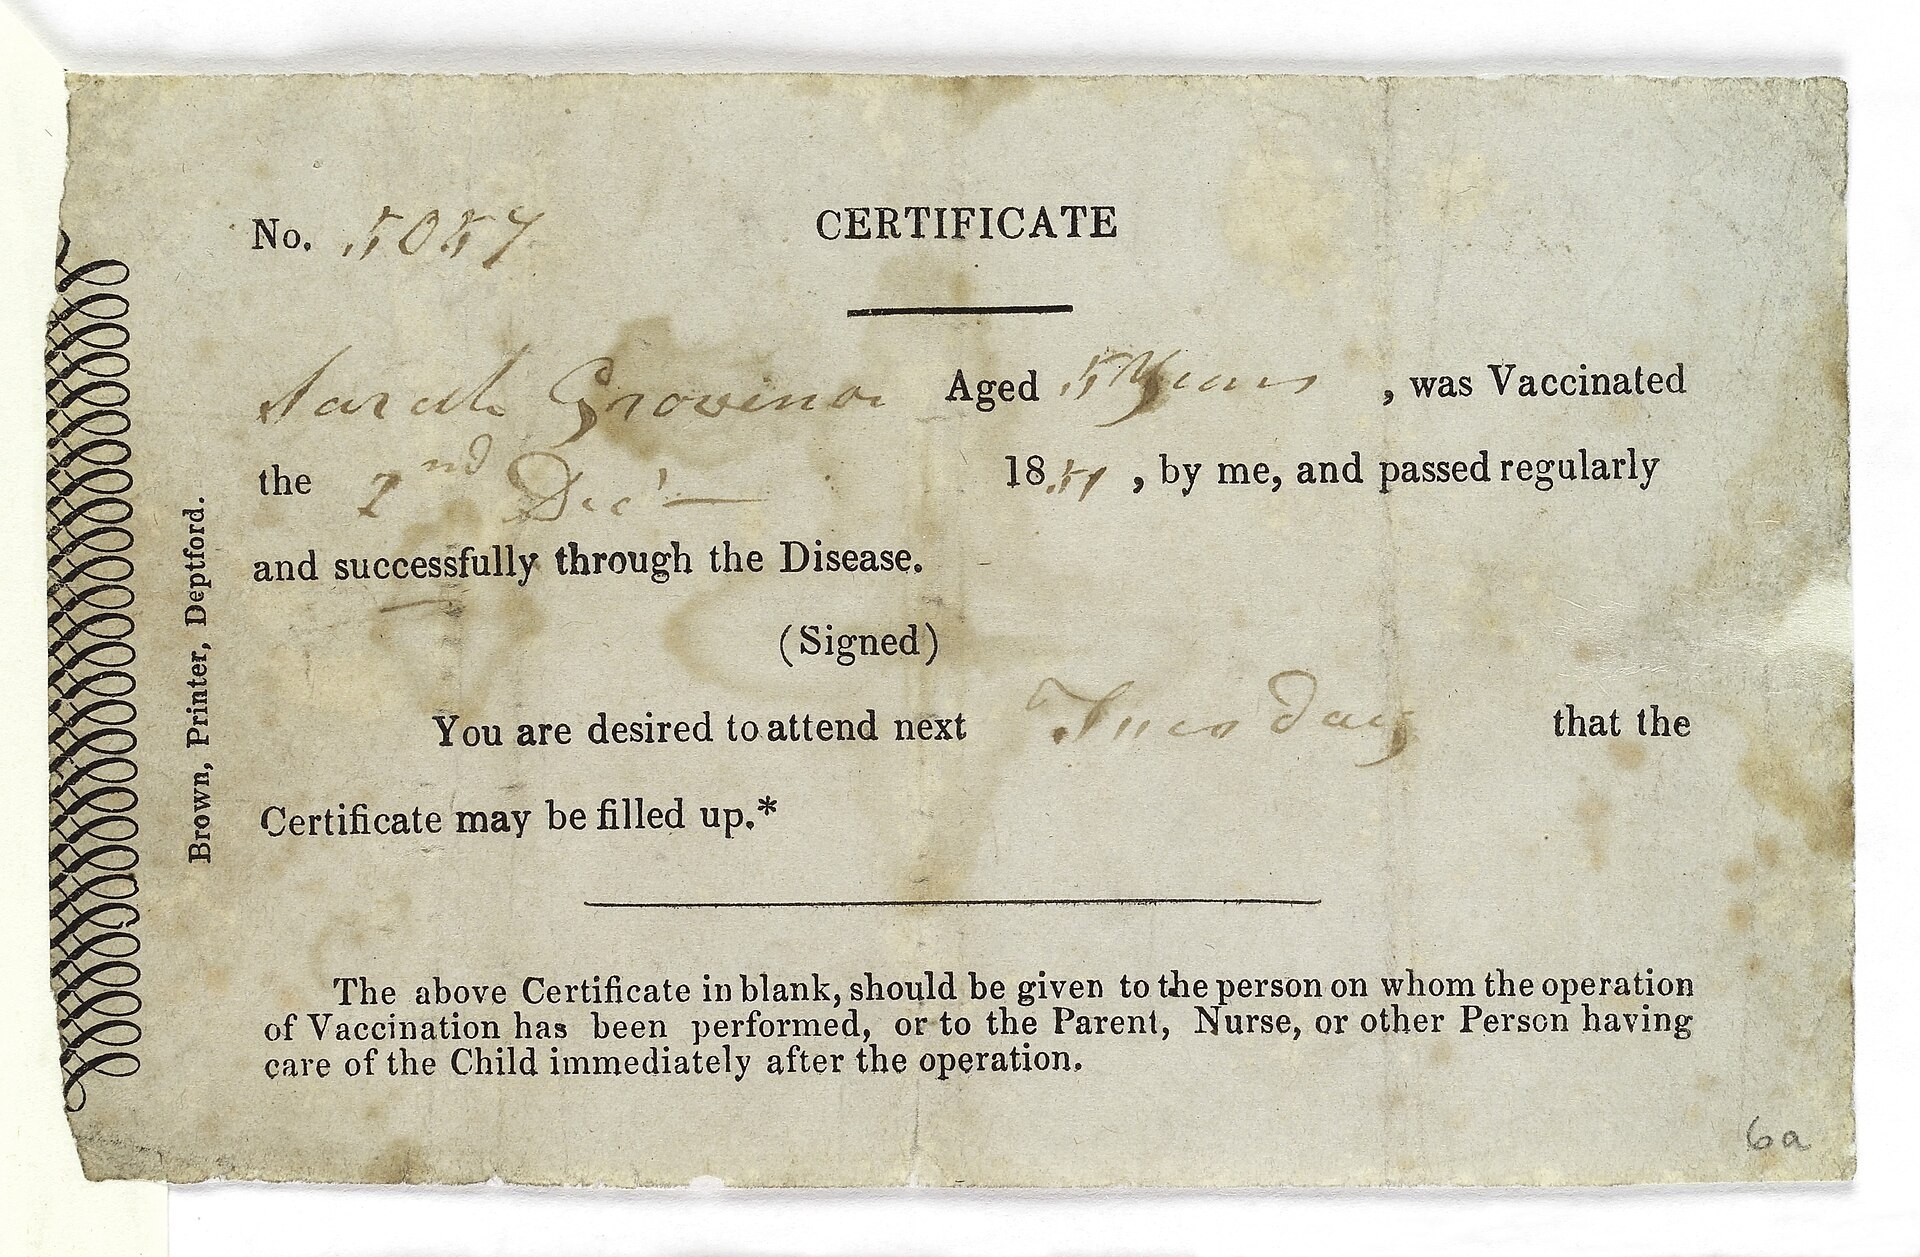 No. 5057
CERTIFICATE
Sarah Grovenor Aged 5 Years , was Vaccinated
the 2nd Decr 1851 , by me, and passed regularly
and successfully through the Disease.
(Signed)
You are desired to attend next Tuesday that the
Certificate may be filled up.*
The above Certificate in blank, should be given to the person on whom the operation
of Vaccination has been performed, or to the Parent, Nurse, or other Person having
care of the Child immediately after the operation.
Brown, Printer, Deptford.
6a